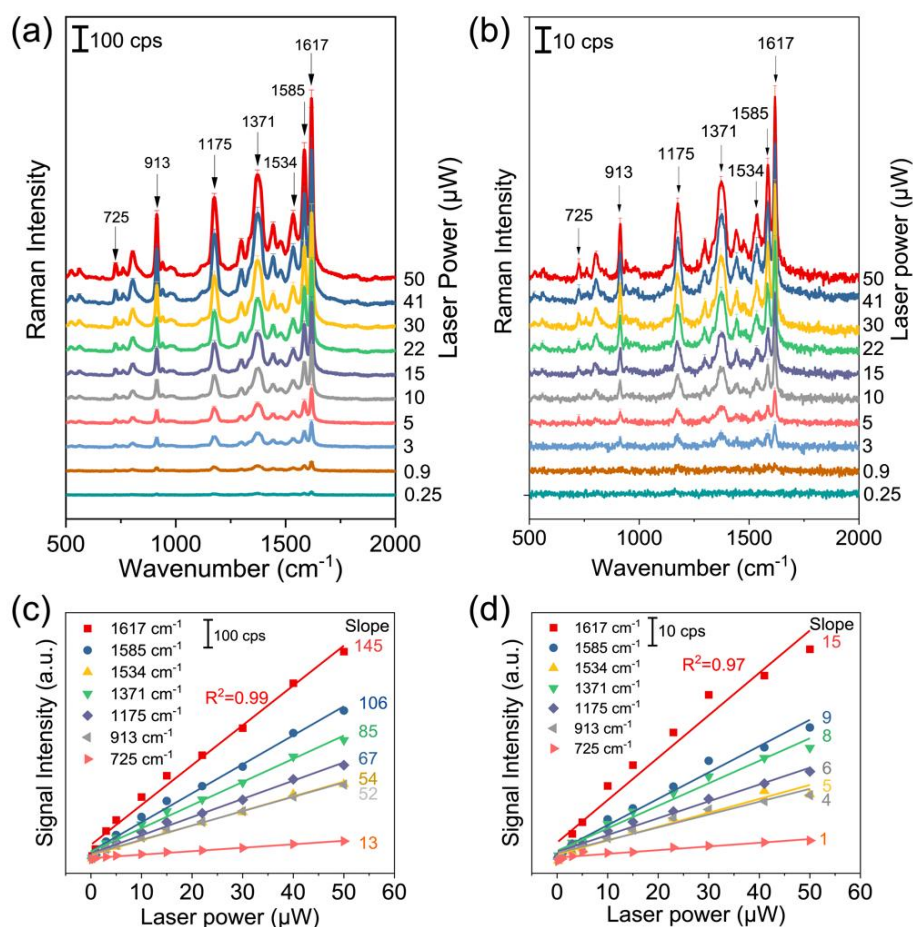 (a)
100 cps
1617
1585
1371
1175
1534
913
725
Raman Intensity
Laser Power (µW)
50
41
30
22
15
10
5
3
0.9
0.25
500
1000
1500
2000
Wavenumber (cm⁻¹)
(b)
10 cps
1617
1585
1371
1175
1534
913
725
Raman Intensity
Laser power (µW)
50
41
30
22
15
10
5
3
0.9
0.25
500
1000
1500
2000
Wavenumber (cm⁻¹)
(c)
1617 cm⁻¹
1585 cm⁻¹
1534 cm⁻¹
1371 cm⁻¹
1175 cm⁻¹
913 cm⁻¹
725 cm⁻¹
100 cps
Slope
145
R²=0.99
106
85
67
54
52
13
Signal Intensity (a.u.)
0
10
20
30
40
50
60
Laser power (µW)
(d)
1617 cm⁻¹
1585 cm⁻¹
1534 cm⁻¹
1371 cm⁻¹
1175 cm⁻¹
913 cm⁻¹
725 cm⁻¹
10 cps
Slope
15
R²=0.97
9
8
6
5
4
1
Signal Intensity (a.u.)
0
10
20
30
40
50
60
Laser power (µW)